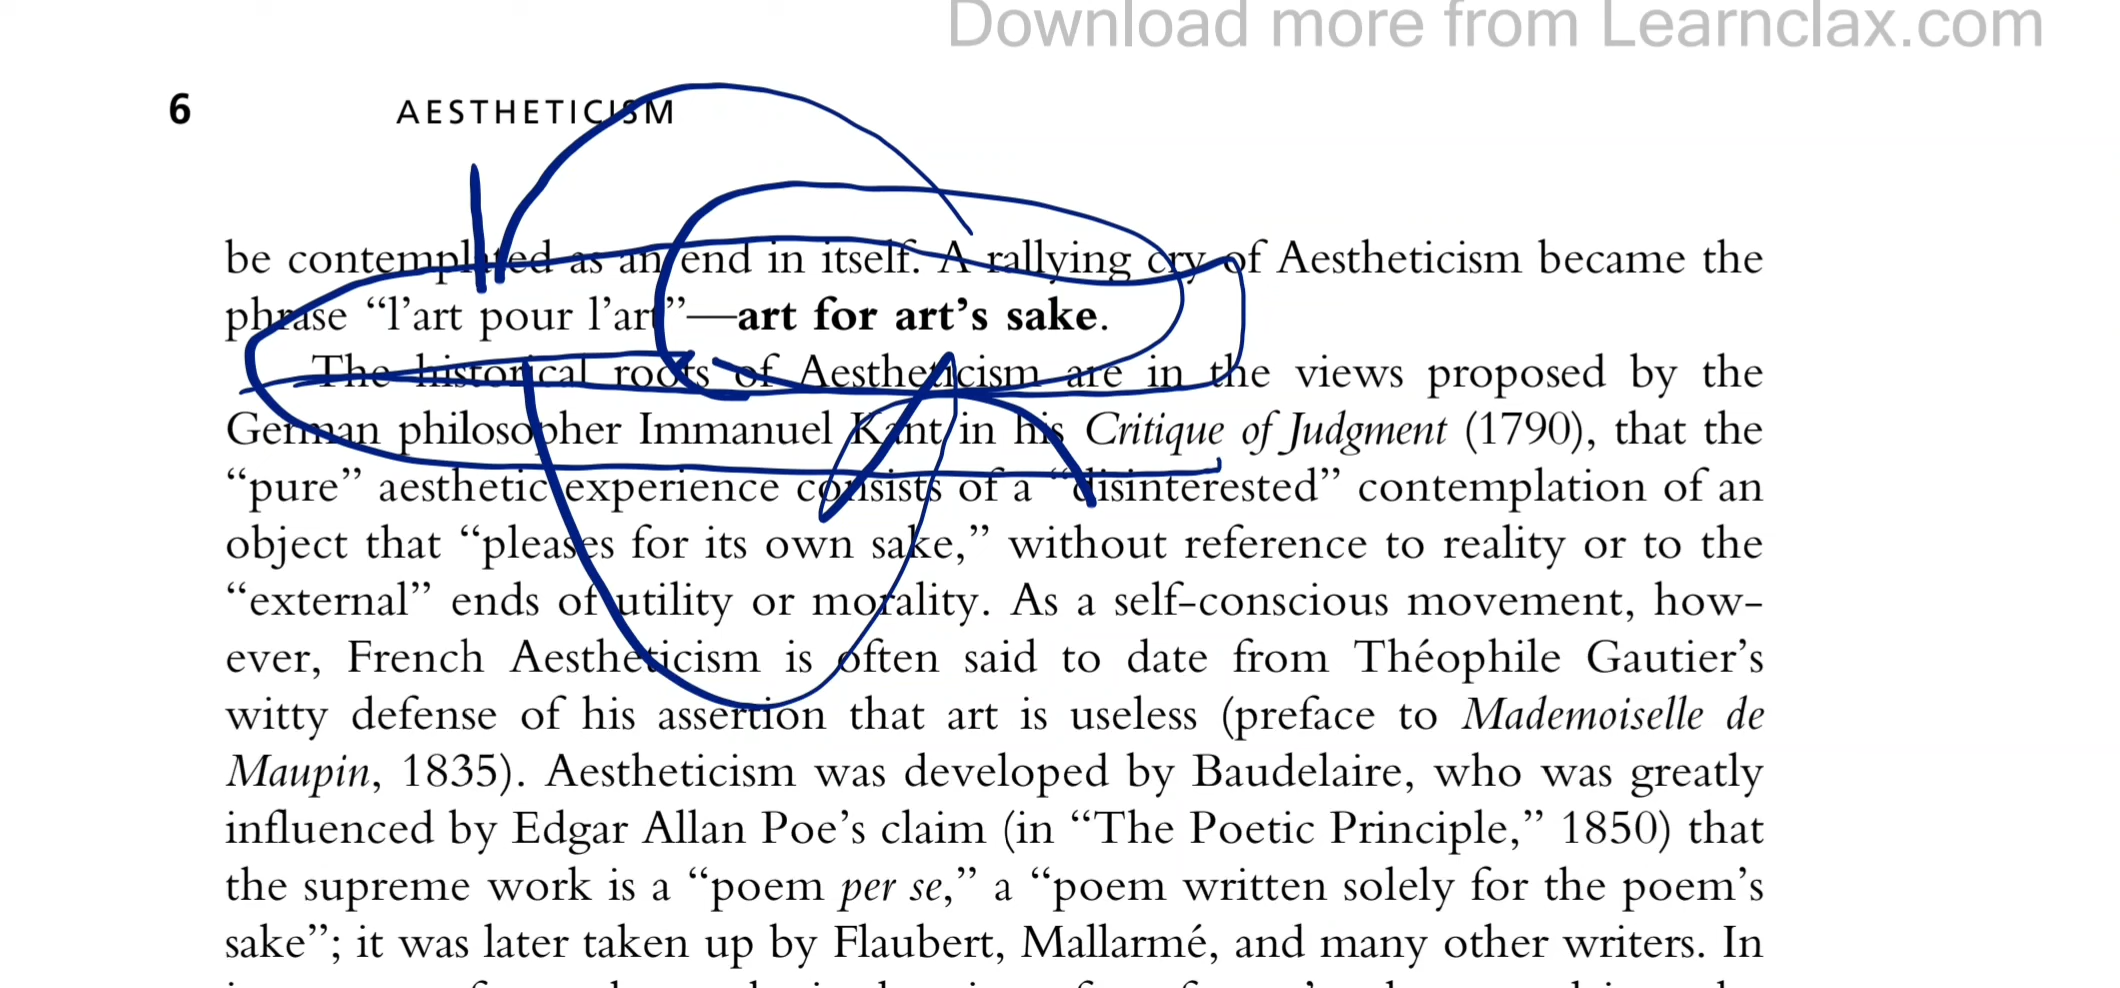 Download more from Learnclax.com
6 AESTHETICISM
be contemplated as an end in itself. A rallying cry of Aestheticism became the
phrase “l’art pour l’art”—art for art’s sake.
The historical roots of Aestheticism are in the views proposed by the
German philosopher Immanuel Kant in his Critique of Judgment (1790), that the
“pure” aesthetic experience consists of a “disinterested” contemplation of an
object that “pleases for its own sake,” without reference to reality or to the
“external” ends of utility or morality. As a self-conscious movement, how-
ever, French Aestheticism is often said to date from Théophile Gautier’s
witty defense of his assertion that art is useless (preface to Mademoiselle de
Maupin, 1835). Aestheticism was developed by Baudelaire, who was greatly
influenced by Edgar Allan Poe’s claim (in “The Poetic Principle,” 1850) that
the supreme work is a “poem per se,” a “poem written solely for the poem’s
sake”; it was later taken up by Flaubert, Mallarmé, and many other writers. In